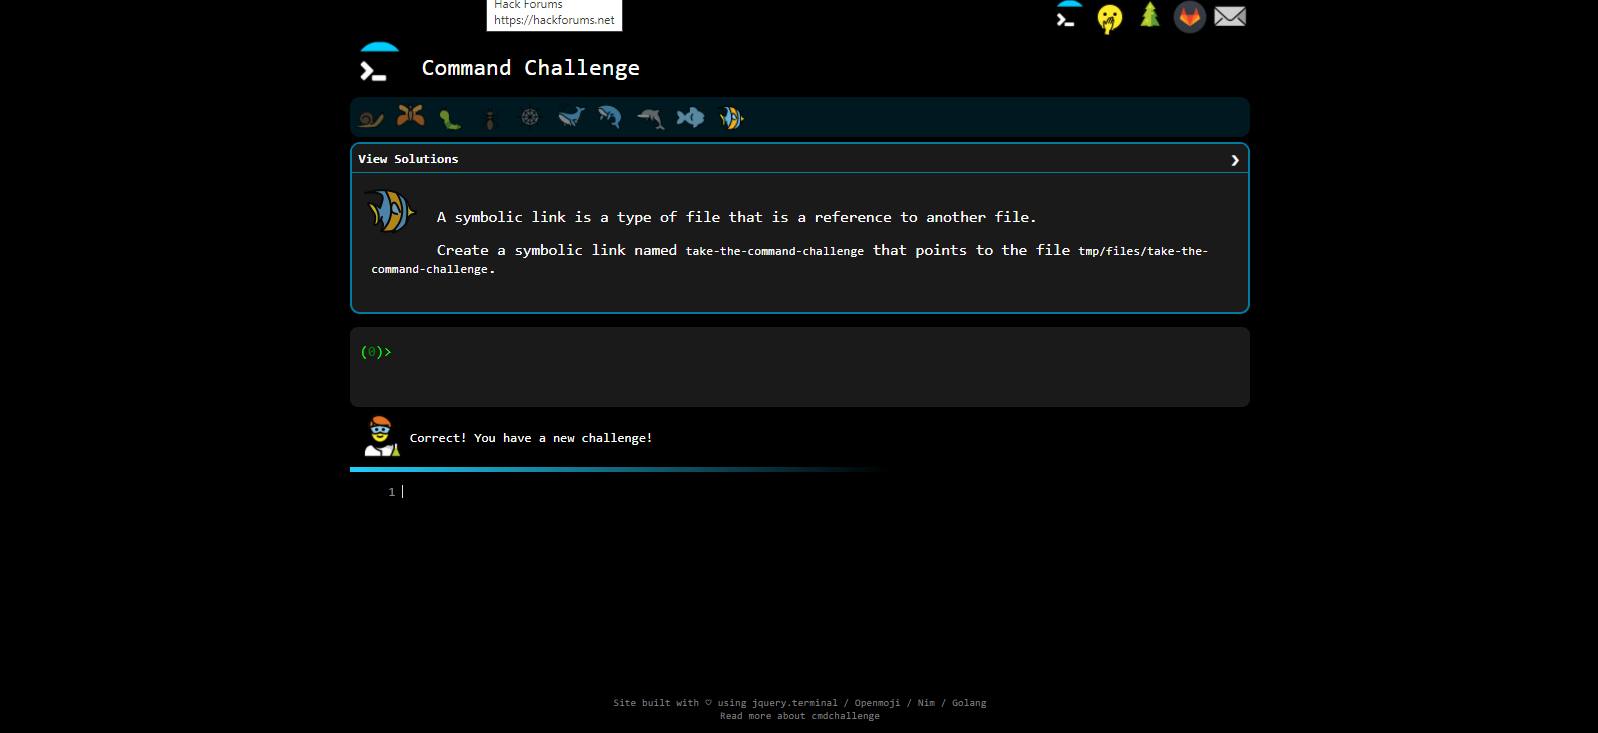 Hack Forums
https://hackforums.net
Command Challenge
View Solutions
A symbolic link is a type of file that is a reference to another file.
Create a symbolic link named take-the-command-challenge that points to the file tmp/files/take-the-
command-challenge.
(0)>
Correct! You have a new challenge!
1
Site built with ♡ using jquery.terminal / Openmoji / Nim / Golang
Read more about cmdchallenge